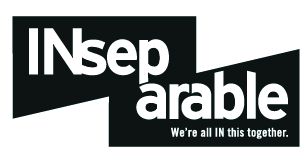 INsep
arable
We're all IN this together.